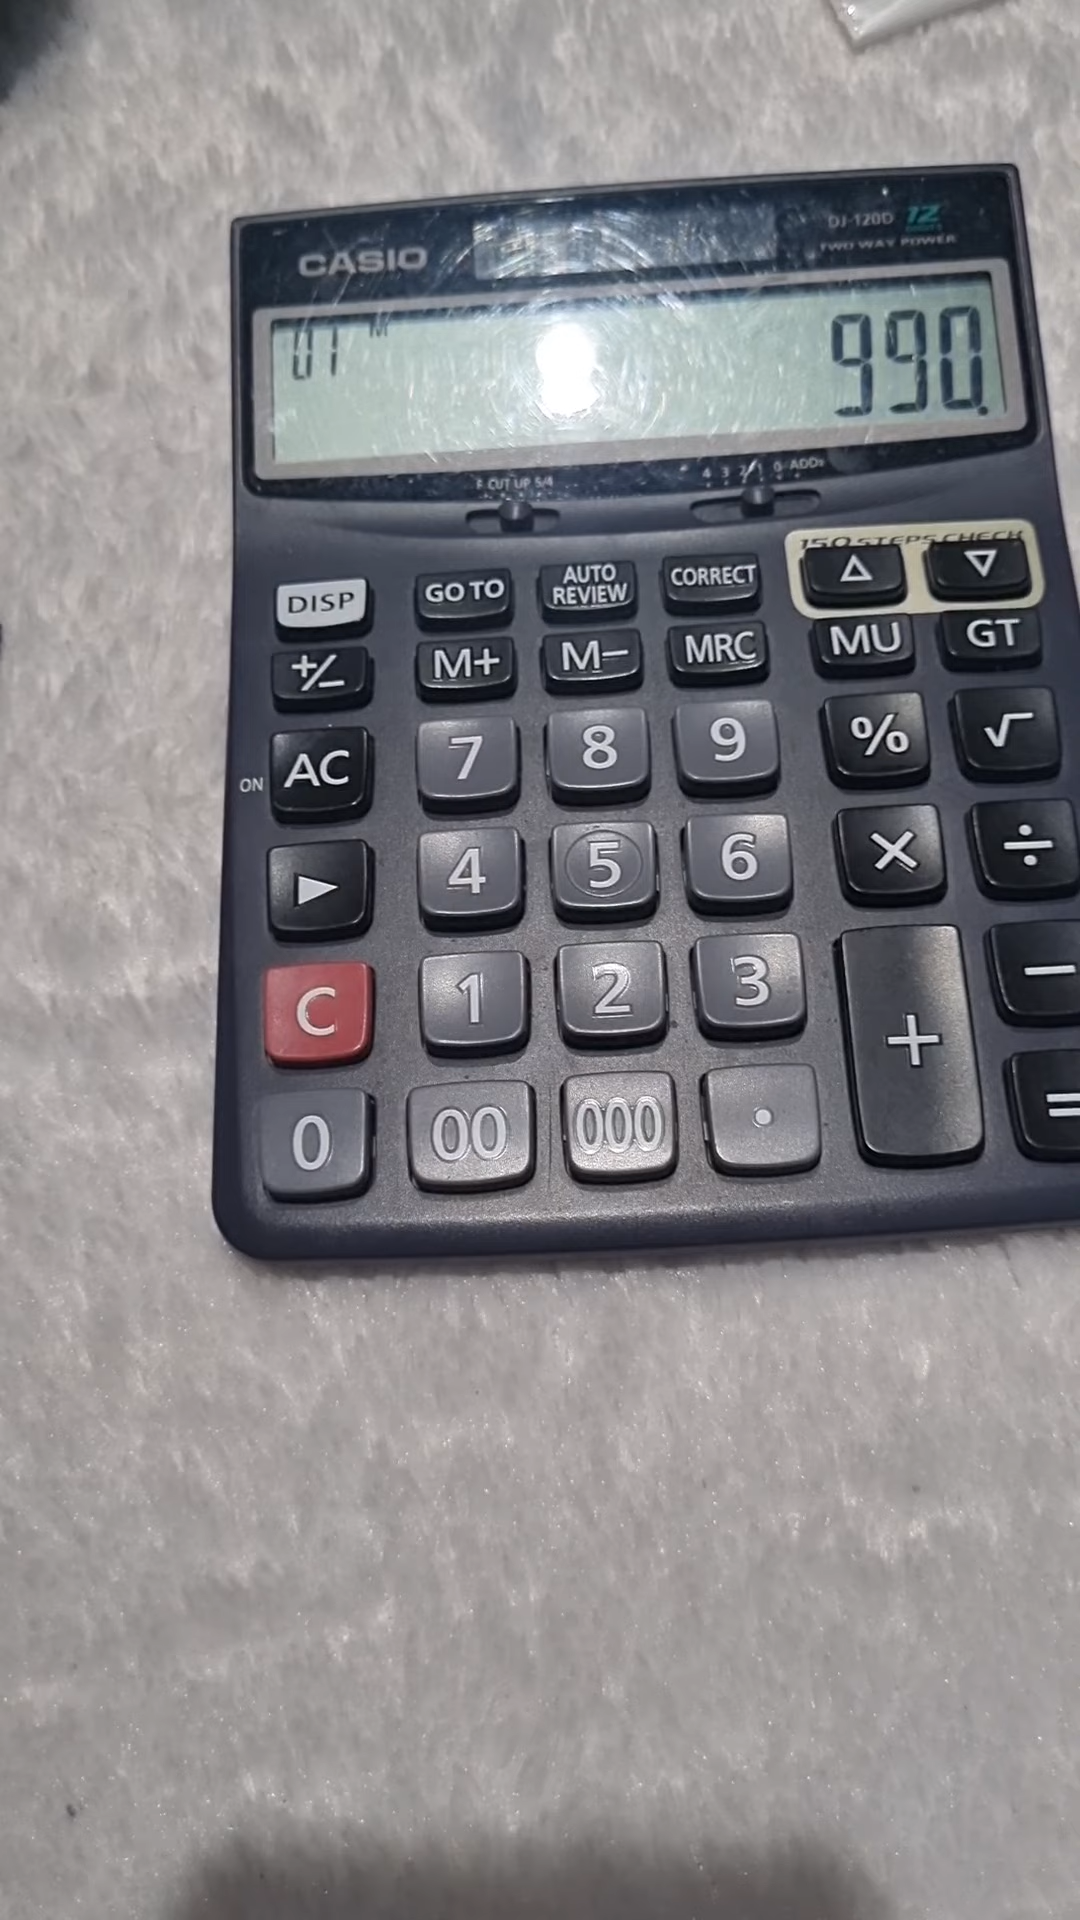 CASIO
DJ-120D 12
TWO WAY POWER
01 M 990.
F CUT UP 5/4
4 3 2 1 0 ADD2
150 STEPS CHECK
DISP GO TO AUTO REVIEW CORRECT △ ▽
+/− M+ M− MRC MU GT
ON AC 7 8 9 % √
▶ 4 5 6 × ÷
C 1 2 3 + −
0 00 000 · =